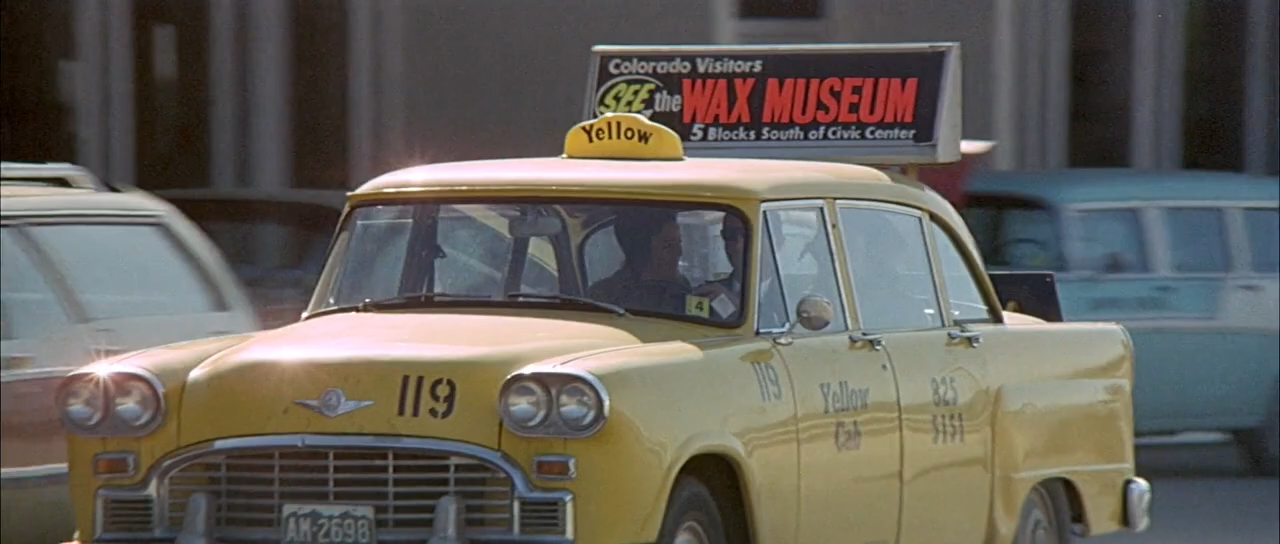 Colorado Visitors
SEE the WAX MUSEUM
5 Blocks South of Civic Center
Yellow
4
119
119
Yellow
Cab
825
5151
AM-2698